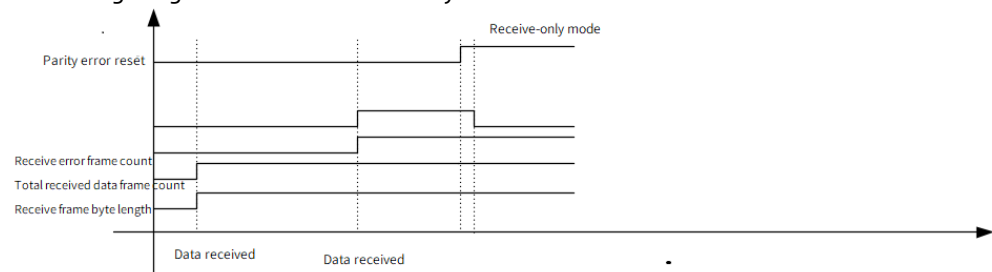 Receive-only mode
Parity error reset
Receive error frame count
Total received data frame count
Receive frame byte length
Data received
Data received